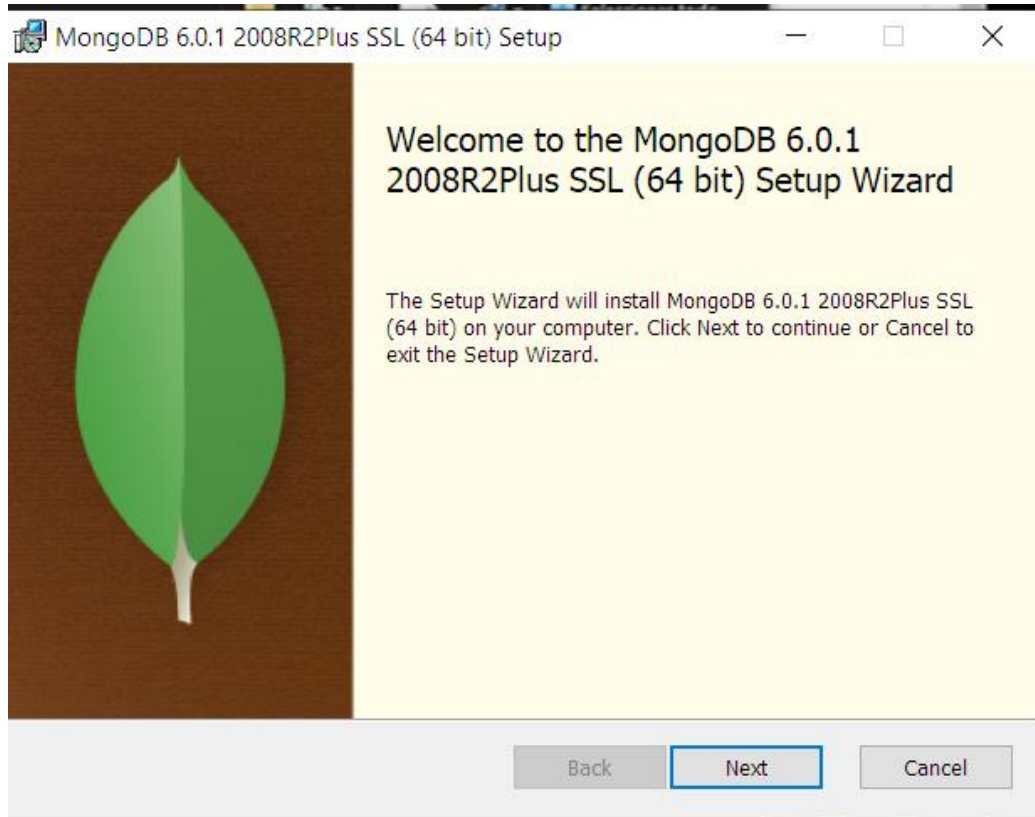 MongoDB 6.0.1 2008R2Plus SSL (64 bit) Setup
Welcome to the MongoDB 6.0.1
2008R2Plus SSL (64 bit) Setup Wizard
The Setup Wizard will install MongoDB 6.0.1 2008R2Plus SSL
(64 bit) on your computer. Click Next to continue or Cancel to
exit the Setup Wizard.
Back
Next
Cancel